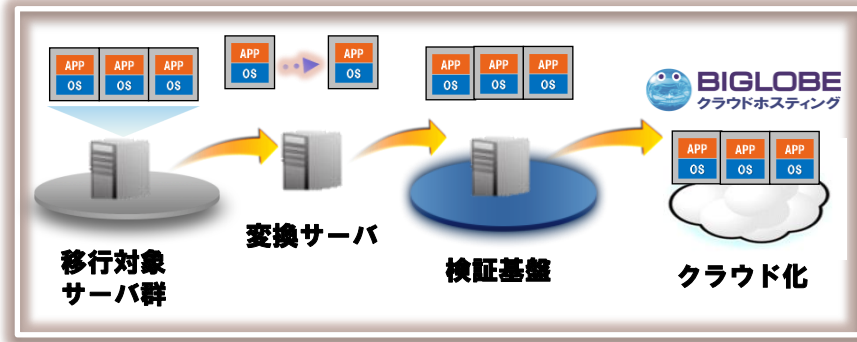 APP APP APP
OS OS OS
APP APP
OS OS
APP APP APP
OS OS OS
BIGLOBE
クラウドホスティング
APP APP APP
OS OS OS
移行対象
サーバ群
変換サーバ
検証基盤
クラウド化